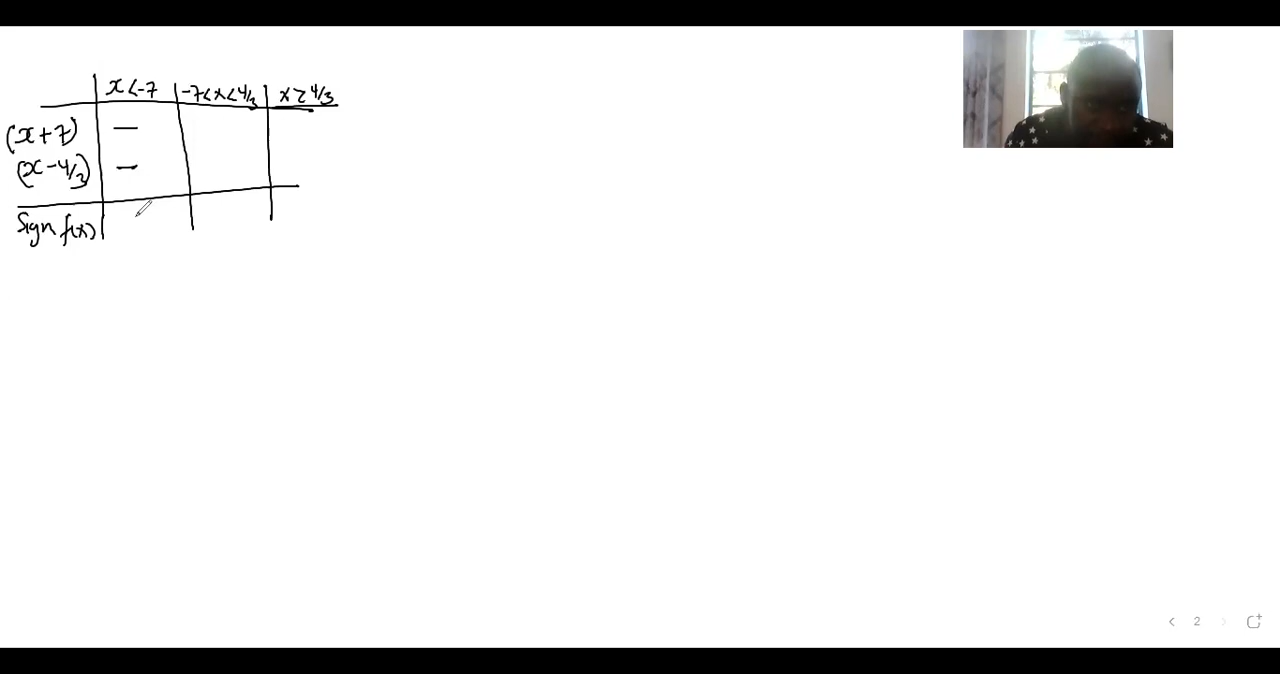 x < -7 -7 < x < 4/3 x > 4/3
(x + 7) —
(x - 4/3) —
Sign f(x)
2